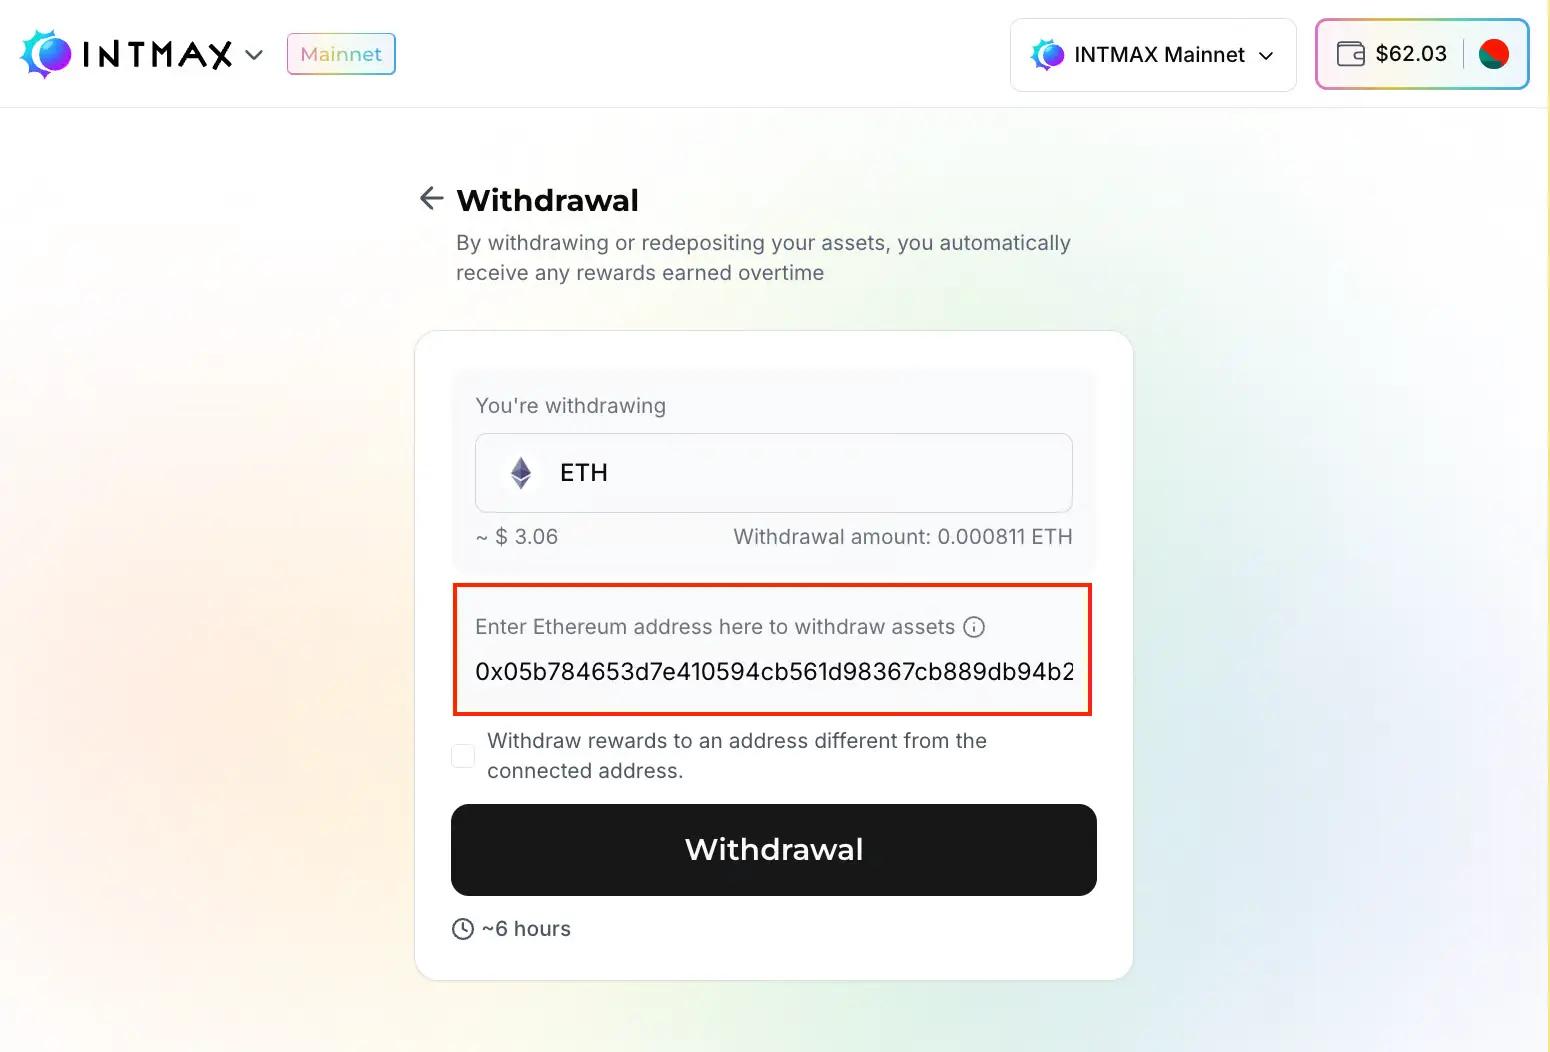 INTMAX
Mainnet
INTMAX Mainnet
$62.03
Withdrawal
By withdrawing or redepositing your assets, you automatically
receive any rewards earned overtime
You're withdrawing
ETH
~ $ 3.06
Withdrawal amount: 0.000811 ETH
Enter Ethereum address here to withdraw assets
0x05b784653d7e410594cb561d98367cb889db94b2
Withdraw rewards to an address different from the
connected address.
Withdrawal
~6 hours